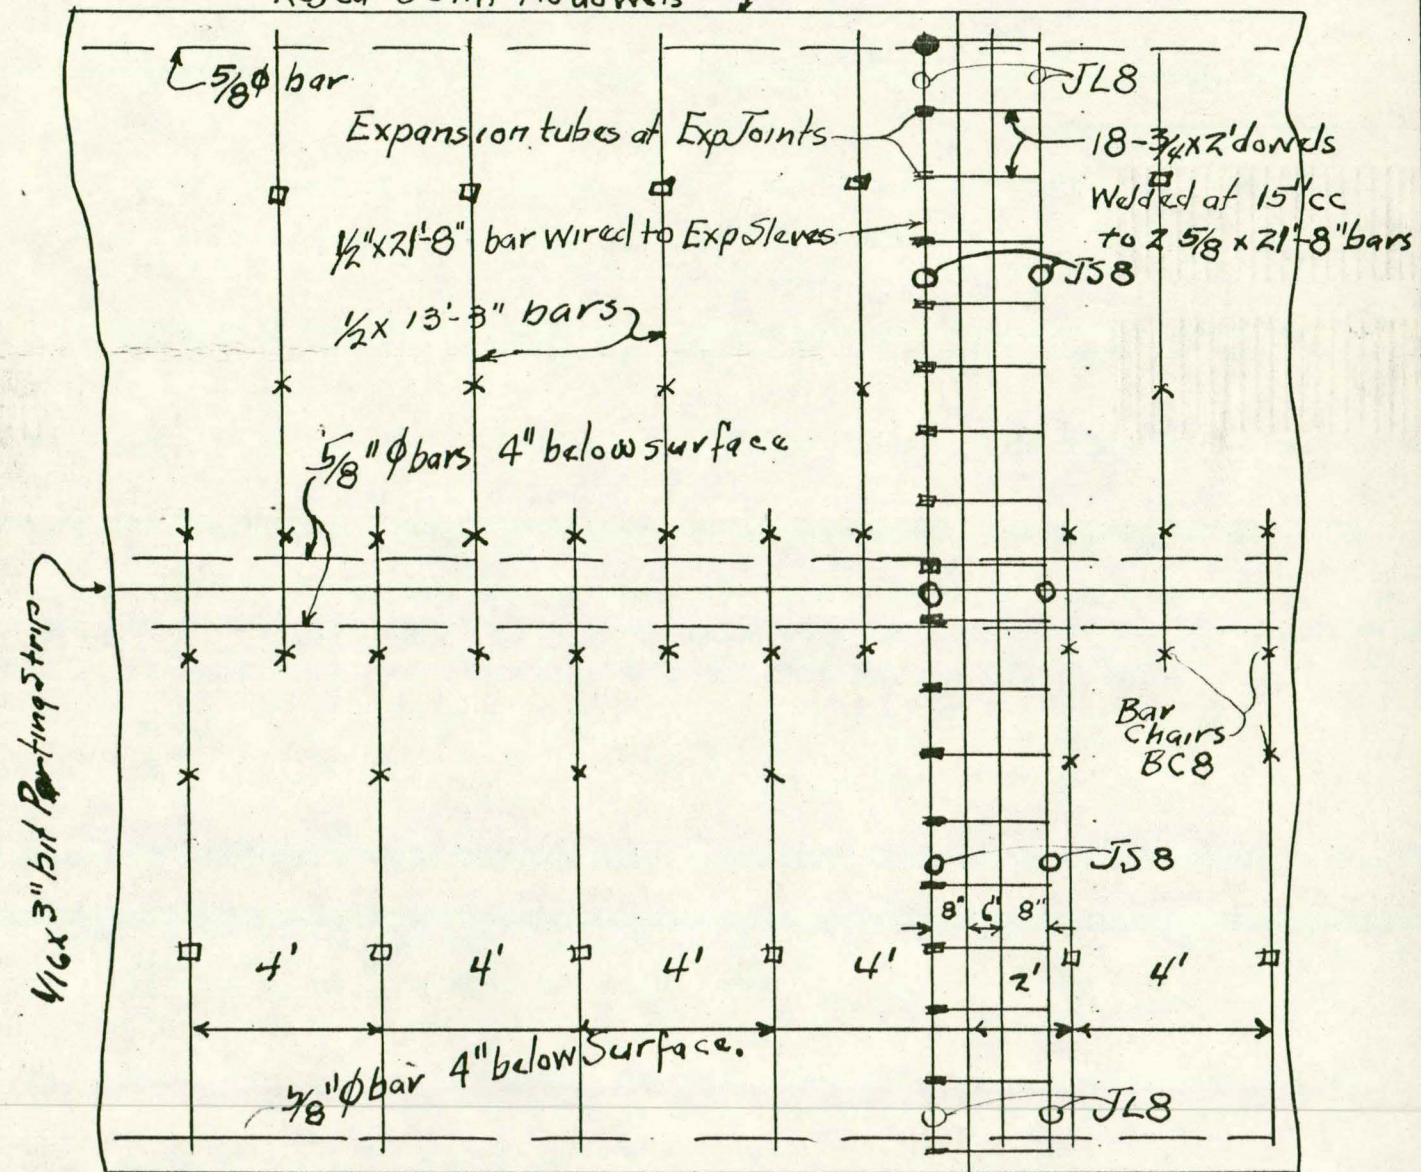 5/8φ bar
JL8
Expansion tubes at Exp Joints
18-3/4x2' dowels
Welded at 15"cc
to 2 5/8 x 21'-8" bars
1/2"x21'-8" bar wired to Exp Sleves
JS8
1/2 x 13'-3" bars
5/8"φ bars 4" below surface
1/16x3" bit Parting Strip
Bar
Chairs
BC8
JS8
8" 6" 8"
4' 4' 4' 4' 2' 4'
4" below Surface.
5/8"φ bar
JL8